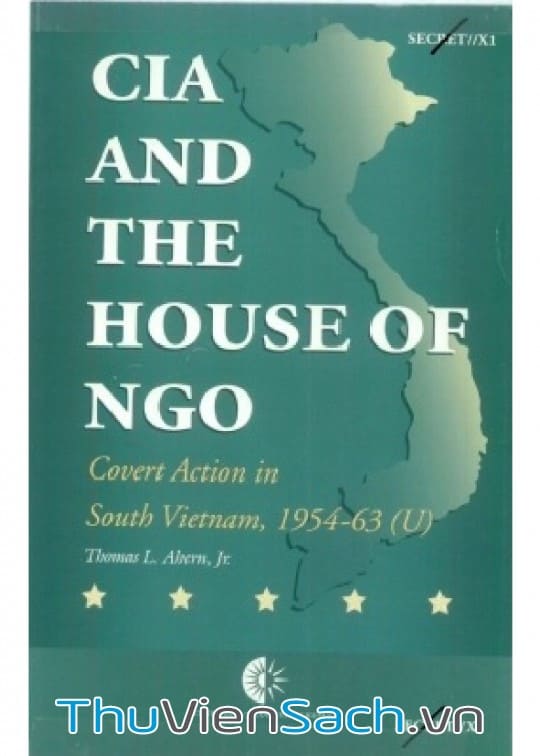 SECRET//X1
CIA
AND
THE
HOUSE OF
NGO
Covert Action in
South Vietnam, 1954-63 (U)
Thomas L. Ahern, Jr.
ThuVienSach.vn